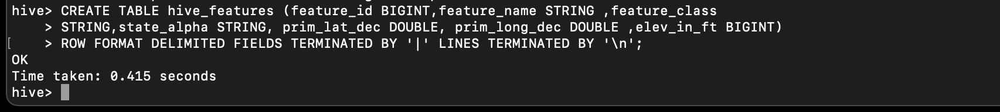 hive> CREATE TABLE hive_features (feature_id BIGINT,feature_name STRING ,feature_class
    > STRING,state_alpha STRING, prim_lat_dec DOUBLE, prim_long_dec DOUBLE ,elev_in_ft BIGINT)
[    > ROW FORMAT DELIMITED FIELDS TERMINATED BY '|' LINES TERMINATED BY '\n';
OK
Time taken: 0.415 seconds
hive>